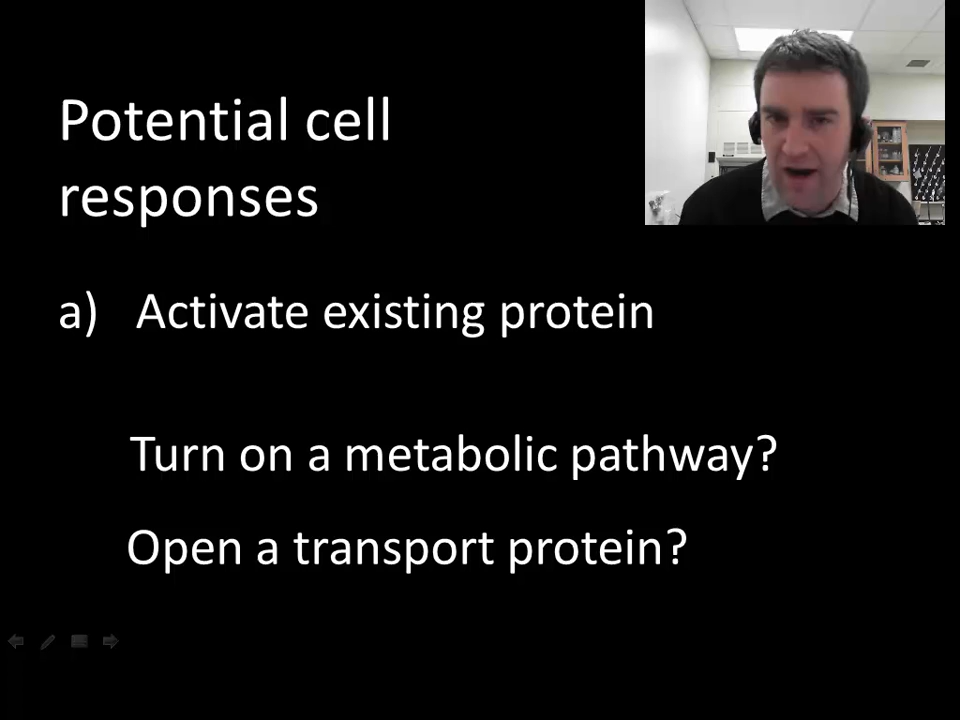 Potential cell
responses
a) Activate existing protein
Turn on a metabolic pathway?
Open a transport protein?